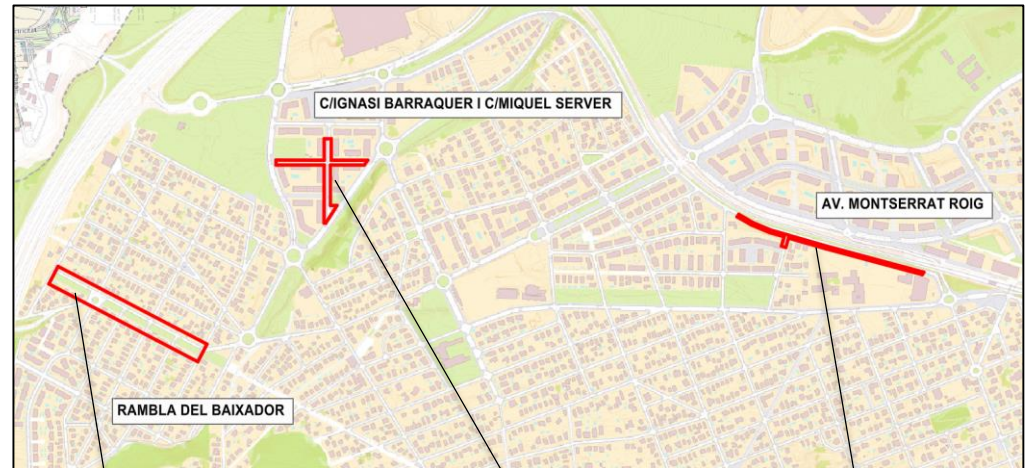 C/IGNASI BARRAQUER I C/MIQUEL SERVER
AV. MONTSERRAT ROIG
RAMBLA DEL BAIXADOR